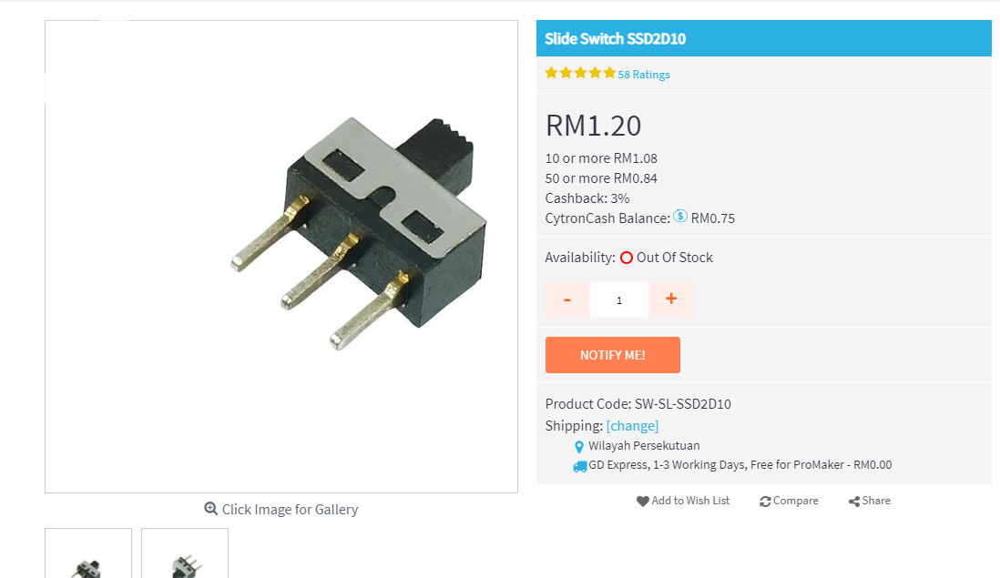 Slide Switch SSD2D10
58 Ratings
RM1.20
10 or more RM1.08
50 or more RM0.84
Cashback: 3%
CytronCash Balance: $ RM0.75
Availability: Out Of Stock
- 1 +
NOTIFY ME!
Product Code: SW-SL-SSD2D10
Shipping: [change]
Wilayah Persekutuan
GD Express, 1-3 Working Days, Free for ProMaker - RM0.00
Add to Wish List Compare Share
Click Image for Gallery